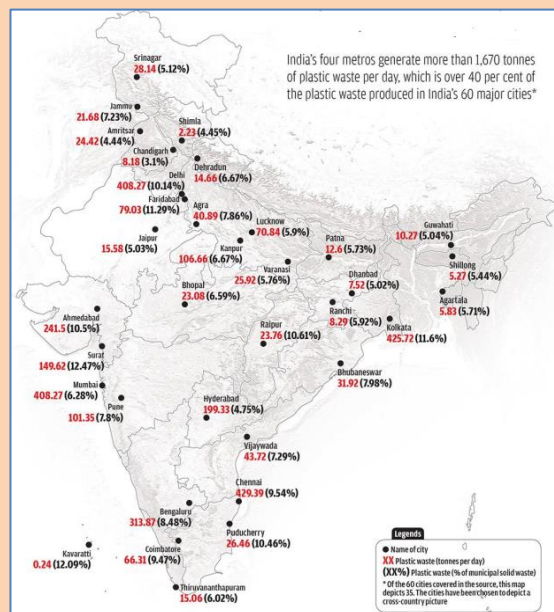 India's four metros generate more than 1,670 tonnes
of plastic waste per day, which is over 40 per cent of
the plastic waste produced in India's 60 major cities*
Srinagar
28.14 (5.12%)
Jammu
21.68 (7.23%)
Amritsar
24.42 (4.44%)
Shimla
2.23 (4.45%)
Chandigarh
8.18 (3.1%)
Dehradun
14.66 (6.67%)
Delhi
408.27 (10.14%)
Faridabad
79.03 (11.29%)
Agra
40.89 (7.86%)
Jaipur
15.58 (5.03%)
Lucknow
70.84 (5.9%)
Kanpur
106.66 (6.67%)
Patna
12.6 (5.73%)
Guwahati
10.27 (5.04%)
Shillong
5.27 (5.44%)
Varanasi
25.92 (5.76%)
Dhanbad
7.52 (5.02%)
Agartala
5.83 (5.71%)
Bhopal
23.08 (6.59%)
Ranchi
8.29 (5.92%)
Kolkata
425.72 (11.6%)
Ahmedabad
241.5 (10.5%)
Raipur
23.76 (10.61%)
Surat
149.62 (12.47%)
Bhubaneswar
31.92 (7.98%)
Mumbai
408.27 (6.28%)
Pune
101.35 (7.8%)
Hyderabad
199.33 (4.75%)
Vijaywada
43.72 (7.29%)
Chennai
429.39 (9.54%)
Bengaluru
313.87 (8.48%)
Puducherry
26.46 (10.46%)
Coimbatore
66.31 (9.47%)
Kavaratti
0.24 (12.09%)
Thiruvananthapuram
15.06 (6.02%)
Legends
Name of city
XX Plastic waste (tonnes per day)
(XX%) Plastic waste (% of municipal solid waste)
* Of the 60 cities covered in the source, this map
depicts 35. The cities have been chosen to depict a
cross-country picture